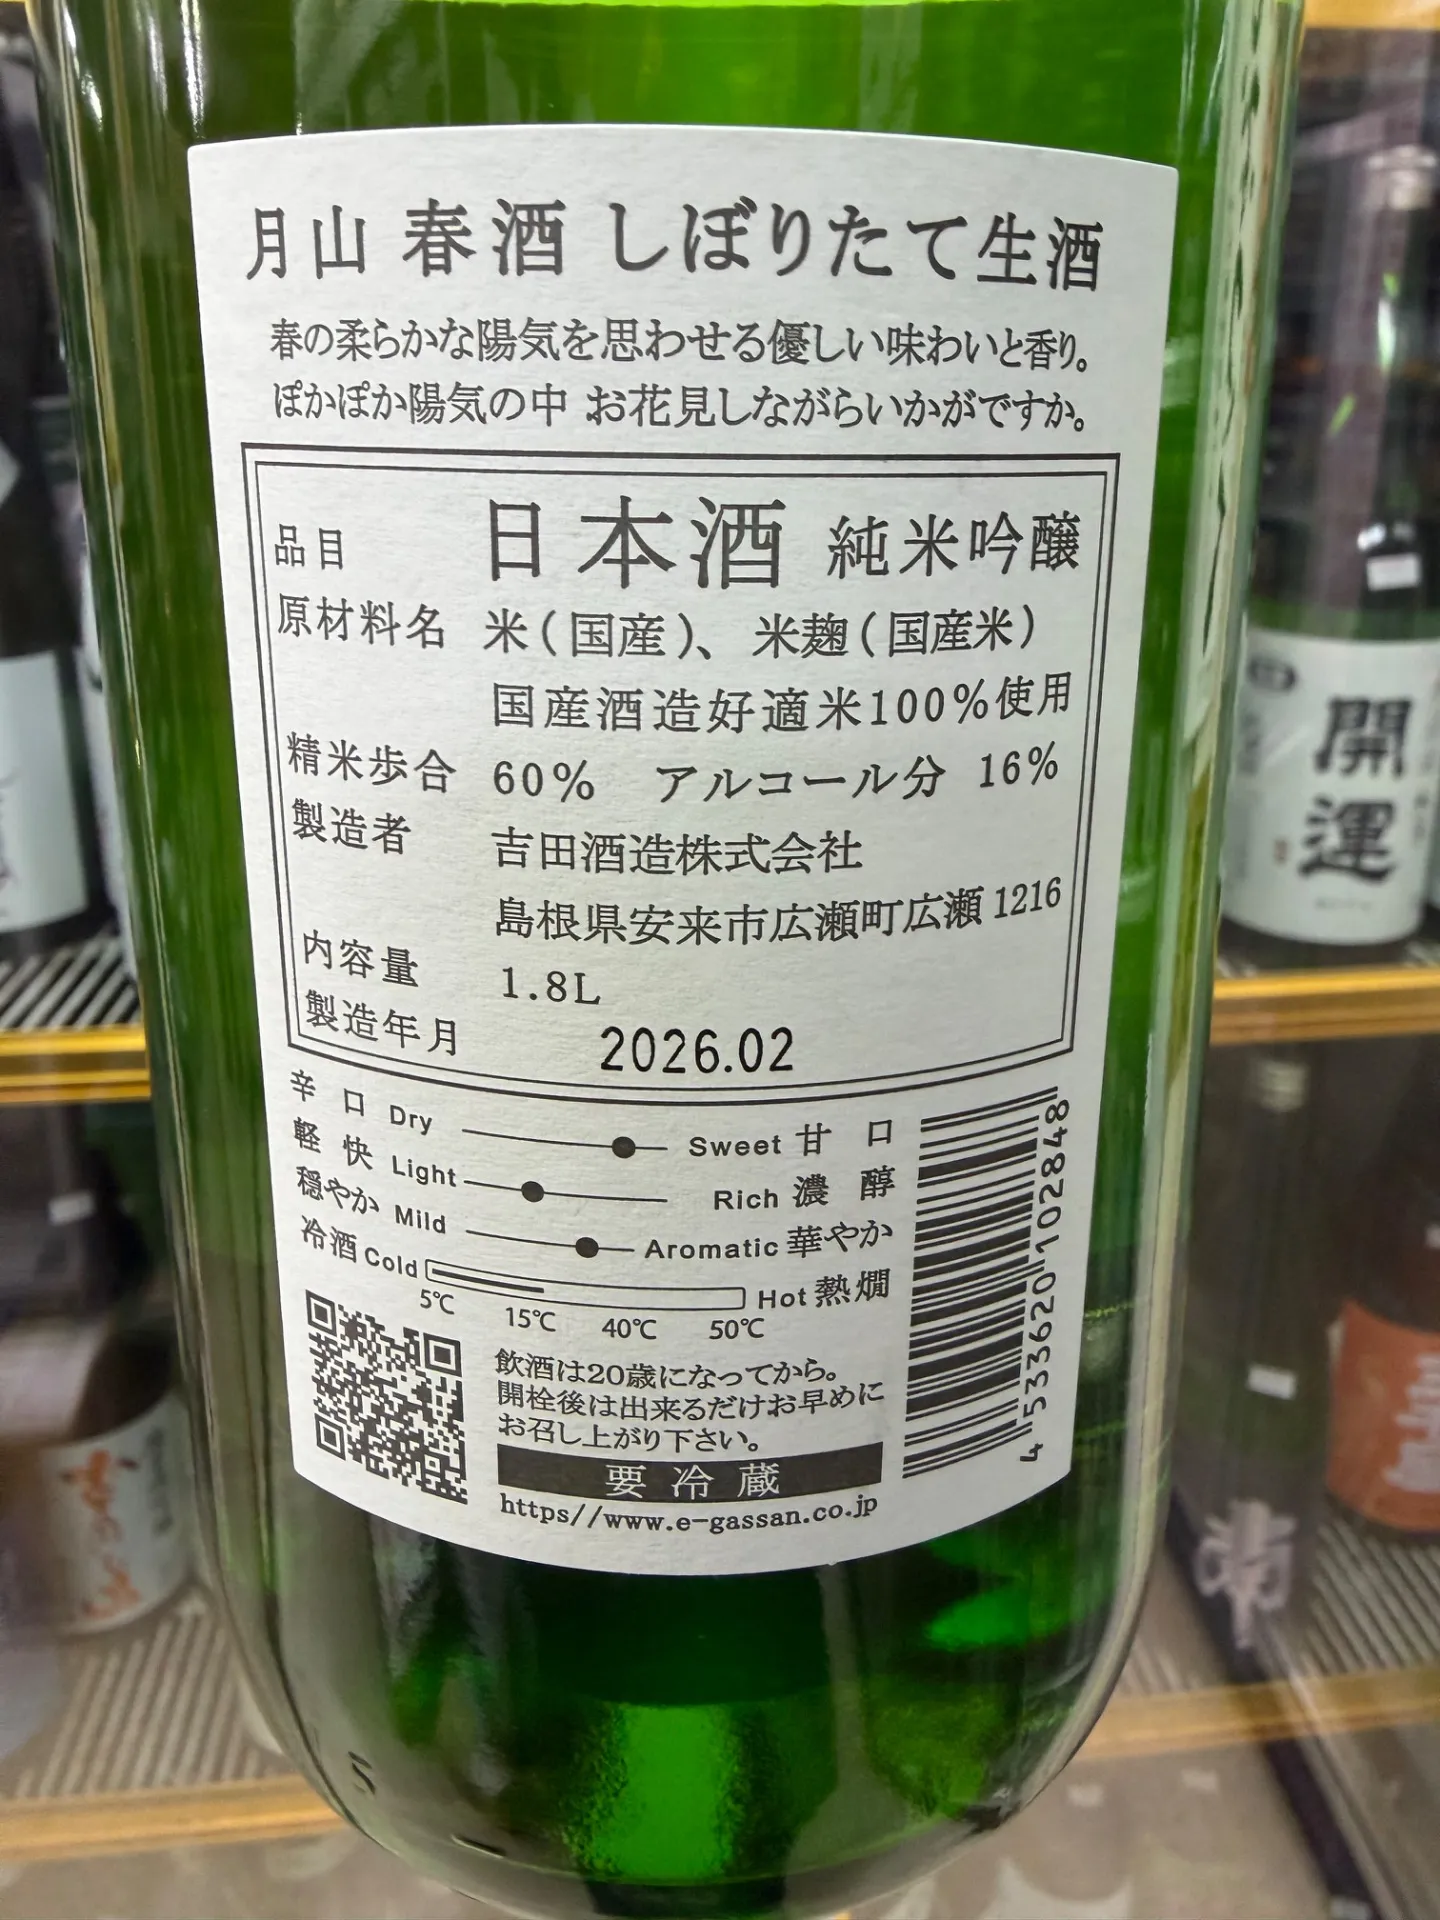 月山 春酒 しぼりたて生酒
春の柔らかな陽気を思わせる優しい味わいと香り。
ぽかぽか陽気の中 お花見しながらいかがですか。
品目 日本酒 純米吟醸
原材料名 米(国産)、米麹(国産米)
国産酒造好適米100%使用
精米歩合 60% アルコール分 16%
製造者 吉田酒造株式会社
島根県安来市広瀬町広瀬1216
内容量 1.8L
製造年月 2026.02
辛口 Dry Sweet 甘口
軽快 Light Rich 濃醇
穏やか Mild Aromatic 華やか
冷酒 Cold Hot 熱燗
5℃ 15℃ 40℃ 50℃
飲酒は20歳になってから。
開栓後は出来るだけお早めに
お召し上がり下さい。
要冷蔵
https//www.e-gassan.co.jp
4 533620 102848
開運